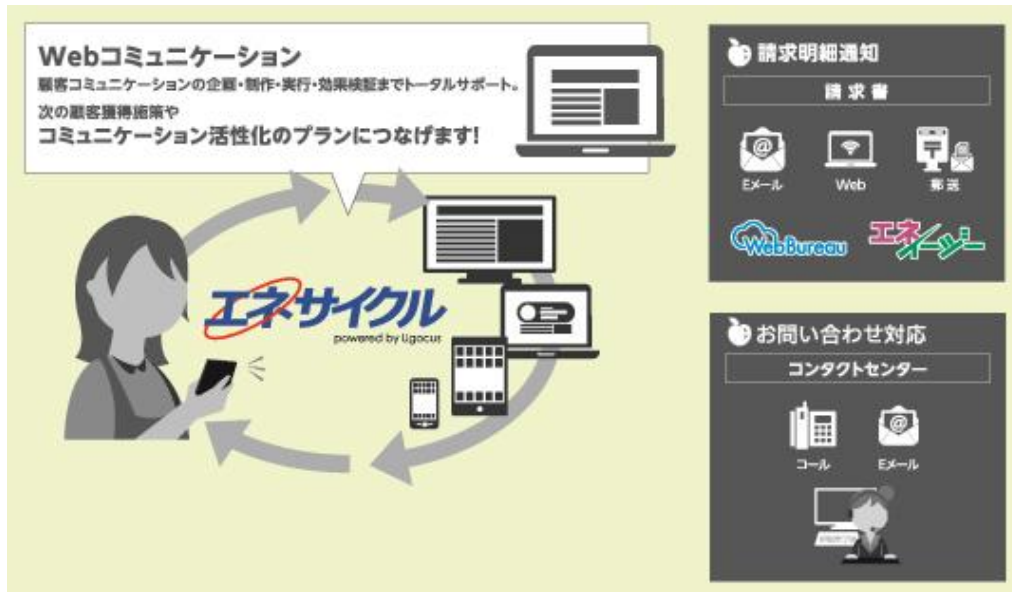 Webコミュニケーション
顧客コミュニケーションの企画・制作・実行・効果検証までトータルサポート。
次の顧客獲得施策や
コミュニケーション活性化のプランにつなげます!
エネサイクル
powered by Ligocus
請求明細通知
請求書
Eメール Web 郵送
WebBureau エネイージー
お問い合わせ対応
コンタクトセンター
コール Eメール